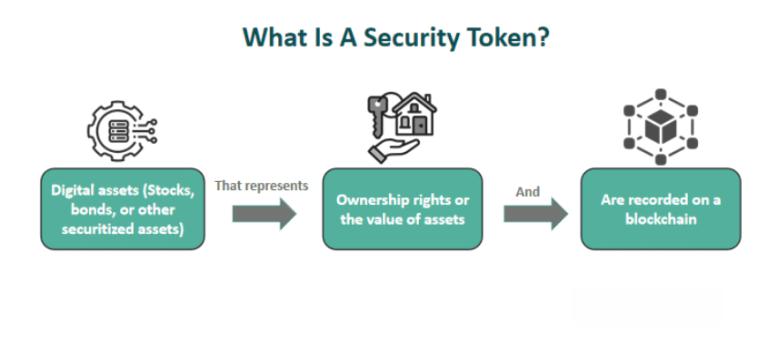 What Is A Security Token?
Digital assets (Stocks,
bonds, or other
securitized assets)
That represents
Ownership rights or
the value of assets
And
Are recorded on a
blockchain